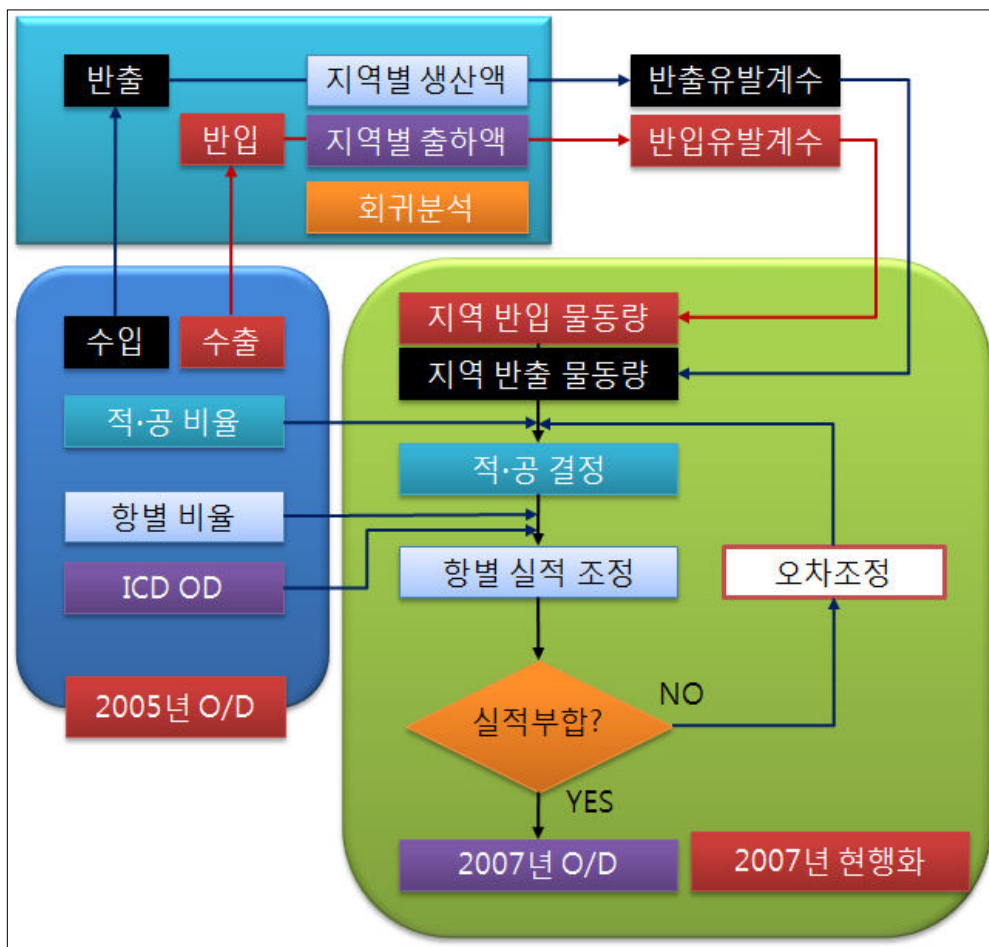 반출
지역별 생산액
반출유발계수
반입
지역별 출하액
반입유발계수
회귀분석
수입
수출
지역 반입 물동량
지역 반출 물동량
적·공 비율
적·공 결정
항별 비율
항별 실적 조정
오차조정
ICD OD
2005년 O/D
실적부합?
NO
YES
2007년 O/D
2007년 현행화